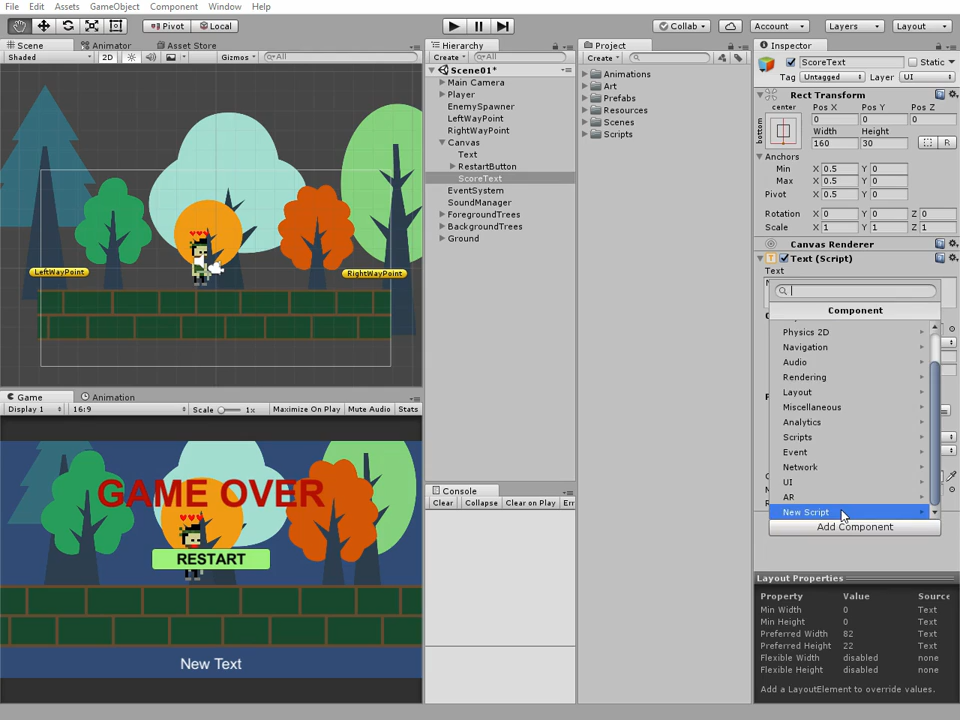 File Edit Assets GameObject Component Window Help
Pivot Local
Collab Account Layers Layout
Scene Animator Asset Store
Shaded 2D Gizmos All
LeftWayPoint
RightWayPoint
Game Animation
Display 1 16:9 Scale 1x Maximize On Play Mute Audio Stats
GAME OVER
RESTART
New Text
Hierarchy
Create All
Scene01*
Main Camera
Player
EnemySpawner
LeftWayPoint
RightWayPoint
Canvas
Text
RestartButton
ScoreText
EventSystem
SoundManager
ForegroundTrees
BackgroundTrees
Ground
Console
Clear Collapse Clear on Play
Project
Create
Animations
Art
Prefabs
Resources
Scenes
Scripts
Inspector
ScoreText Static
Tag Untagged Layer UI
Rect Transform
center Pos X Pos Y Pos Z
bottom
0 0 0
Width Height
160 30
R
Anchors
Min X 0.5 Y 0
Max X 0.5 Y 0
Pivot X 0.5 Y 0
Rotation X 0 Y 0 Z 0
Scale X 1 Y 1 Z 1
Canvas Renderer
Text (Script)
Text
Component
Physics 2D
Navigation
Audio
Rendering
Layout
Miscellaneous
Analytics
Scripts
Event
Network
UI
AR
New Script
Add Component
Layout Properties
Property Value Source
Min Width 0 Text
Min Height 0 Text
Preferred Width 82 Text
Preferred Height 22 Text
Flexible Width disabled none
Flexible Height disabled none
Add a LayoutElement to override values.